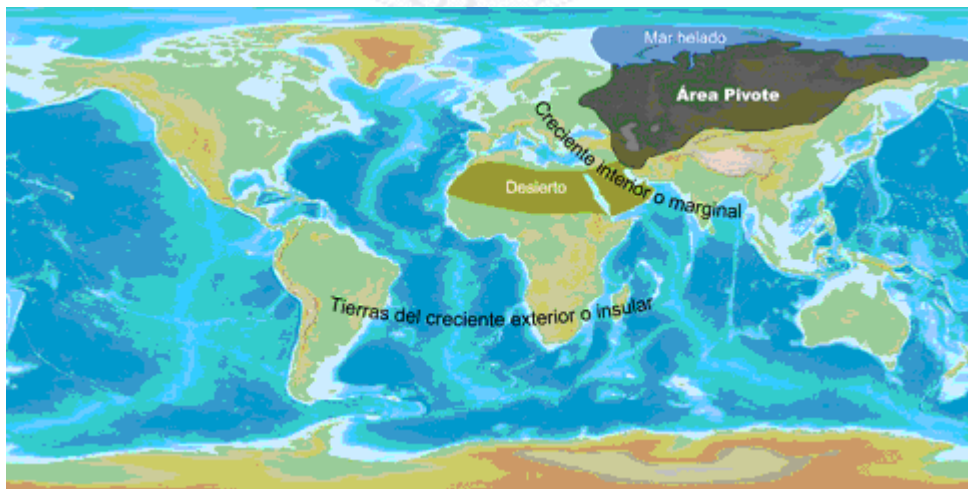 Mar helado
Área Pivote
Creciente interior o marginal
Desierto
Tierras del creciente exterior o insular